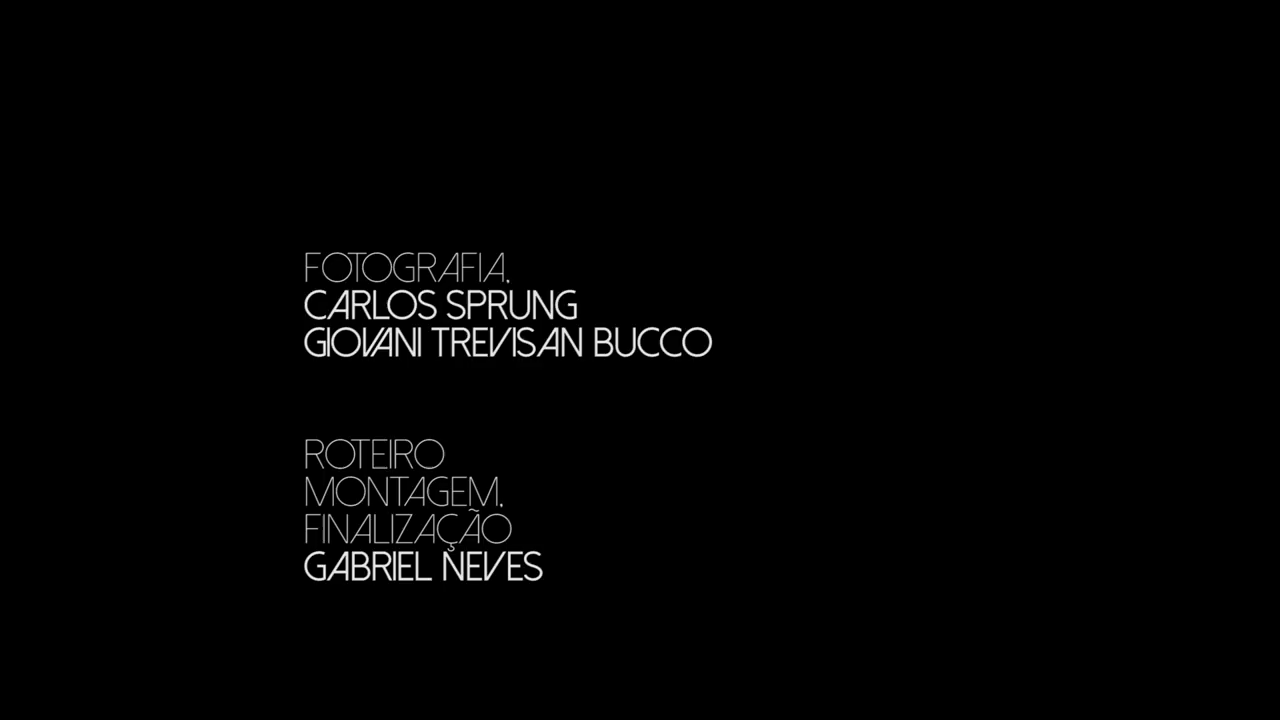 FOTOGRAFIA,
CARLOS SPRUNG
GIOVANI TREVISAN BUCCO
ROTEIRO
MONTAGEM,
FINALIZAÇÃO
GABRIEL NEVES